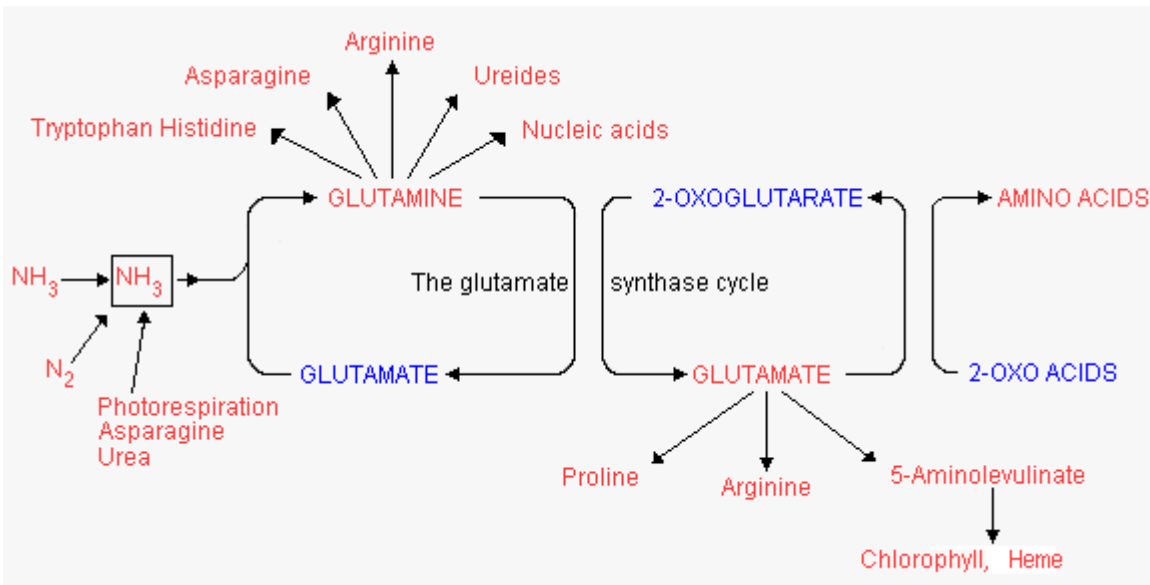 Arginine
Asparagine
Ureides
Tryptophan Histidine
Nucleic acids
GLUTAMINE
2-OXOGLUTARATE
AMINO ACIDS
NH3
NH3
The glutamate
synthase cycle
N2
GLUTAMATE
GLUTAMATE
2-OXO ACIDS
Photorespiration
Asparagine
Urea
Proline
Arginine
5-Aminolevulinate
Chlorophyll, Heme